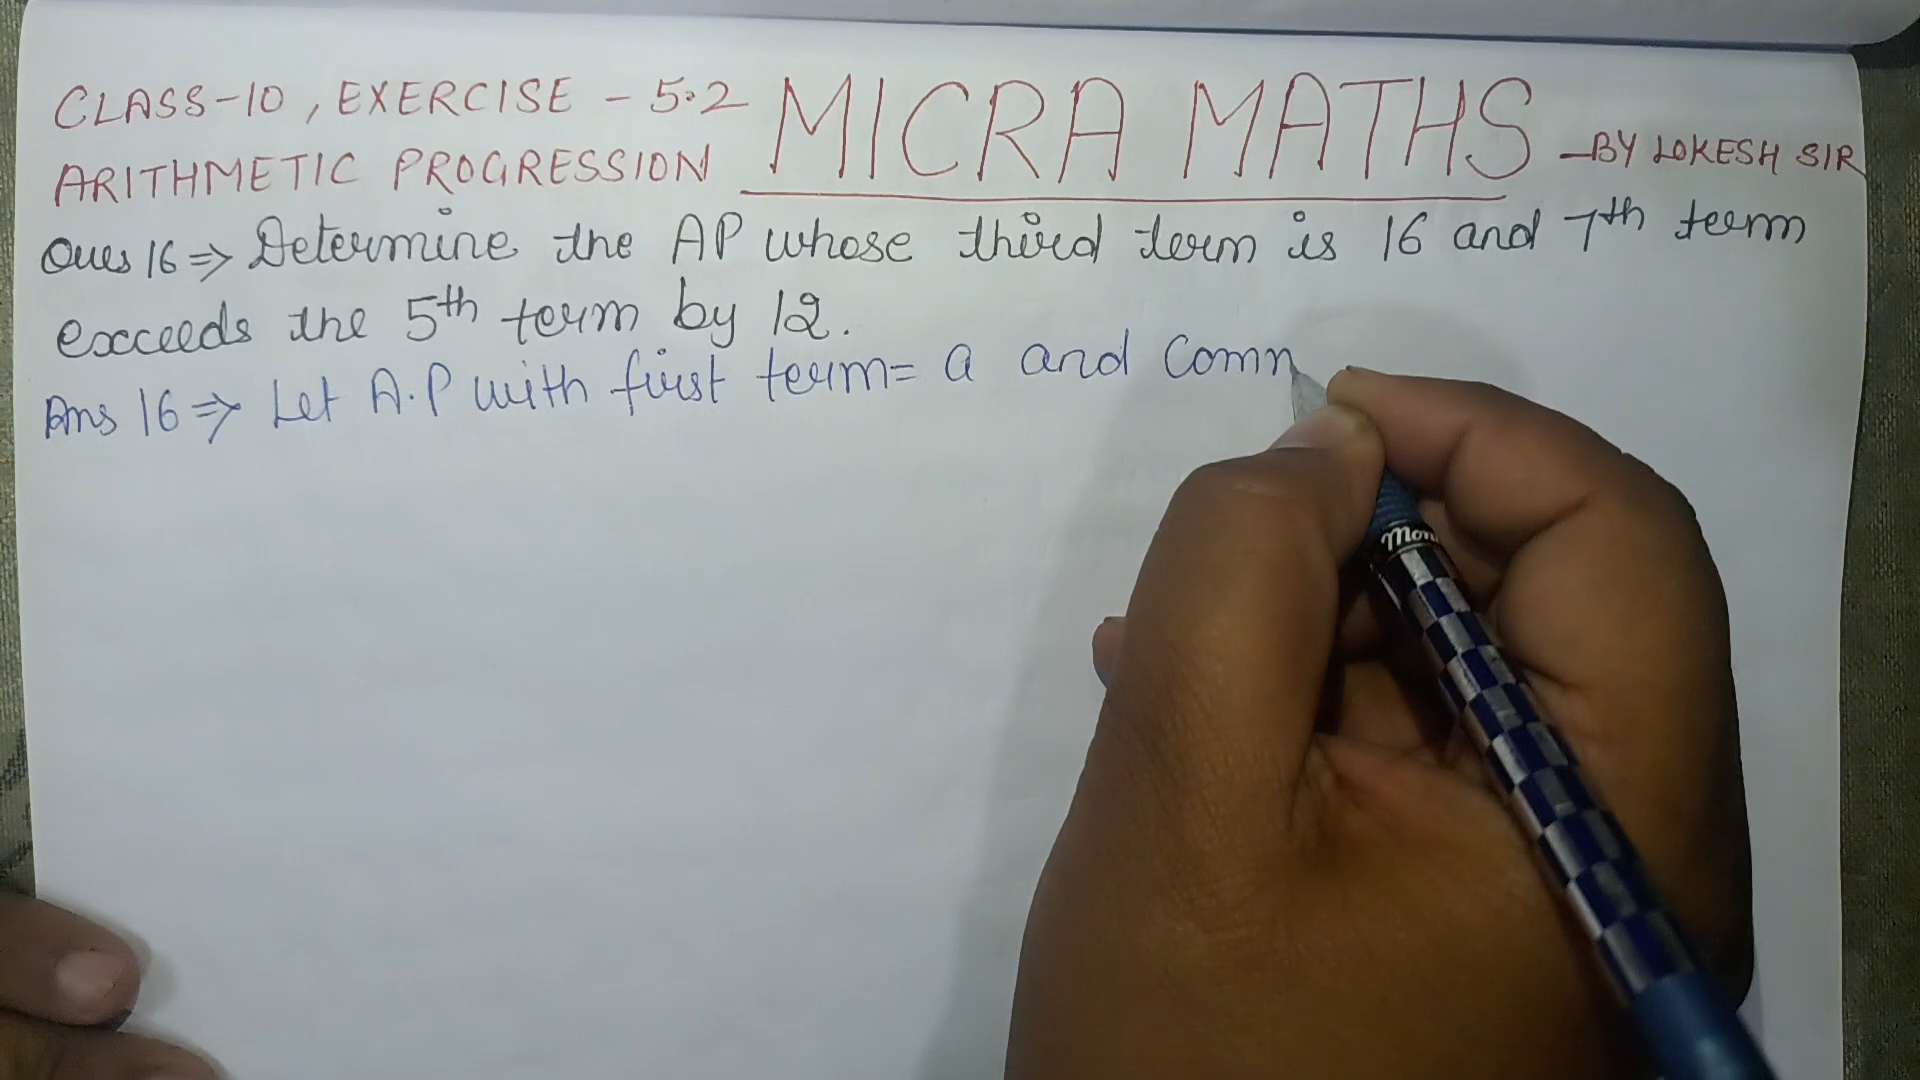 CLASS-10, EXERCISE - 5.2
ARITHMETIC PROGRESSION
MICRA MATHS
-BY LOKESH SIR
Ques 16 ⇒ Determine the AP whose third term is 16 and 7th term
exceeds the 5th term by 12.
Ans 16 ⇒ Let A.P with first term = a and Comm
Mon